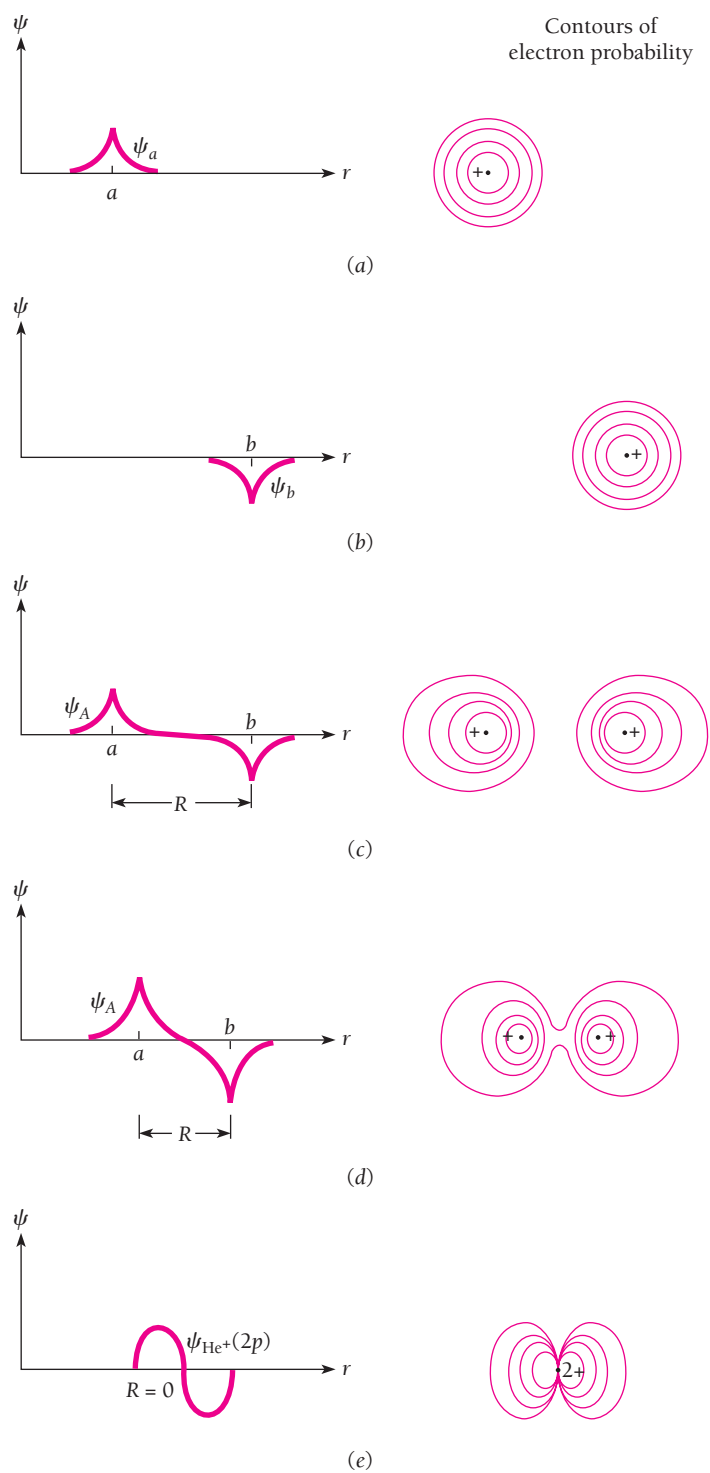 Contours of
electron probability
ψ
ψa
r
a
+
(a)
ψ
b
r
ψb
+
(b)
ψ
ψA
b
r
a
R
+ +
(c)
ψ
ψA
b
r
a
R
+ +
(d)
ψ
ψHe+(2p)
r
R = 0
2+
(e)